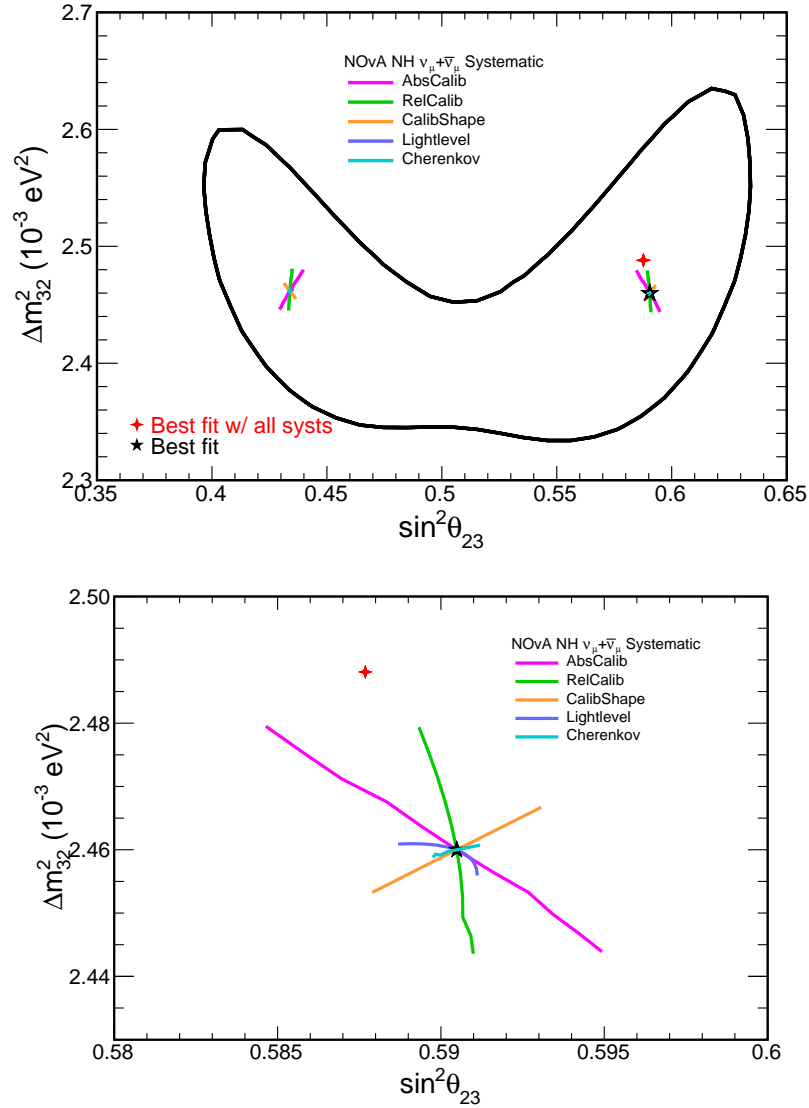 2.7
NOvA NH ν_μ+ν̅_μ Systematic
AbsCalib
RelCalib
CalibShape
Lightlevel
Cherenkov
2.6
2.5
2.4
2.3
Δm²₃₂ (10⁻³ eV²)
Best fit w/ all systs
Best fit
0.35 0.4 0.45 0.5 0.55 0.6 0.65
sin²θ₂₃
2.50
NOvA NH ν_μ+ν̅_μ Systematic
AbsCalib
RelCalib
CalibShape
Lightlevel
Cherenkov
2.48
2.46
2.44
Δm²₃₂ (10⁻³ eV²)
0.58 0.585 0.59 0.595 0.6
sin²θ₂₃